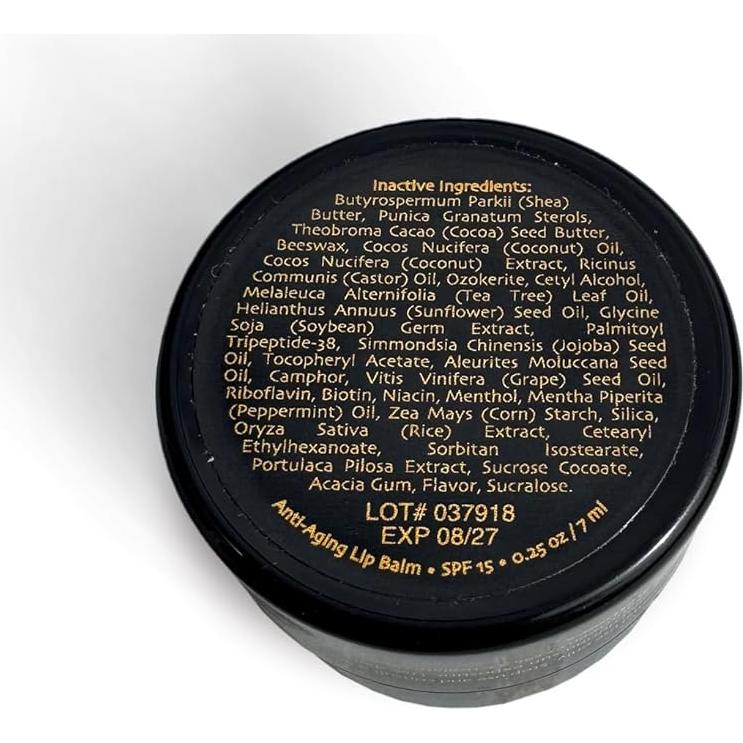 Inactive Ingredients:
Butyrospermum Parkii (Shea)
Butter, Punica Granatum Sterols,
Theobroma Cacao (Cocoa) Seed Butter,
Beeswax, Cocos Nucifera (Coconut) Oil,
Cocos Nucifera (Coconut) Extract, Ricinus
Communis (Castor) Oil, Ozokerite, Cetyl Alcohol,
Melaleuca Alternifolia (Tea Tree) Leaf Oil,
Helianthus Annuus (Sunflower) Seed Oil, Glycine
Soja (Soybean) Germ Extract, Palmitoyl
Tripeptide-38, Simmondsia Chinensis (Jojoba) Seed
Oil, Tocopheryl Acetate, Aleurites Moluccana Seed
Oil, Camphor, Vitis Vinifera (Grape) Seed Oil,
Riboflavin, Biotin, Niacin, Menthol, Mentha Piperita
(Peppermint) Oil, Zea Mays (Corn) Starch, Silica,
Oryza Sativa (Rice) Extract, Cetearyl
Ethylhexanoate, Sorbitan Isostearate,
Portulaca Pilosa Extract, Sucrose Cocoate,
Acacia Gum, Flavor, Sucralose.
LOT# 037918
EXP 08/27
Anti-Aging Lip Balm • SPF 15 • 0.25 oz / 7 ml